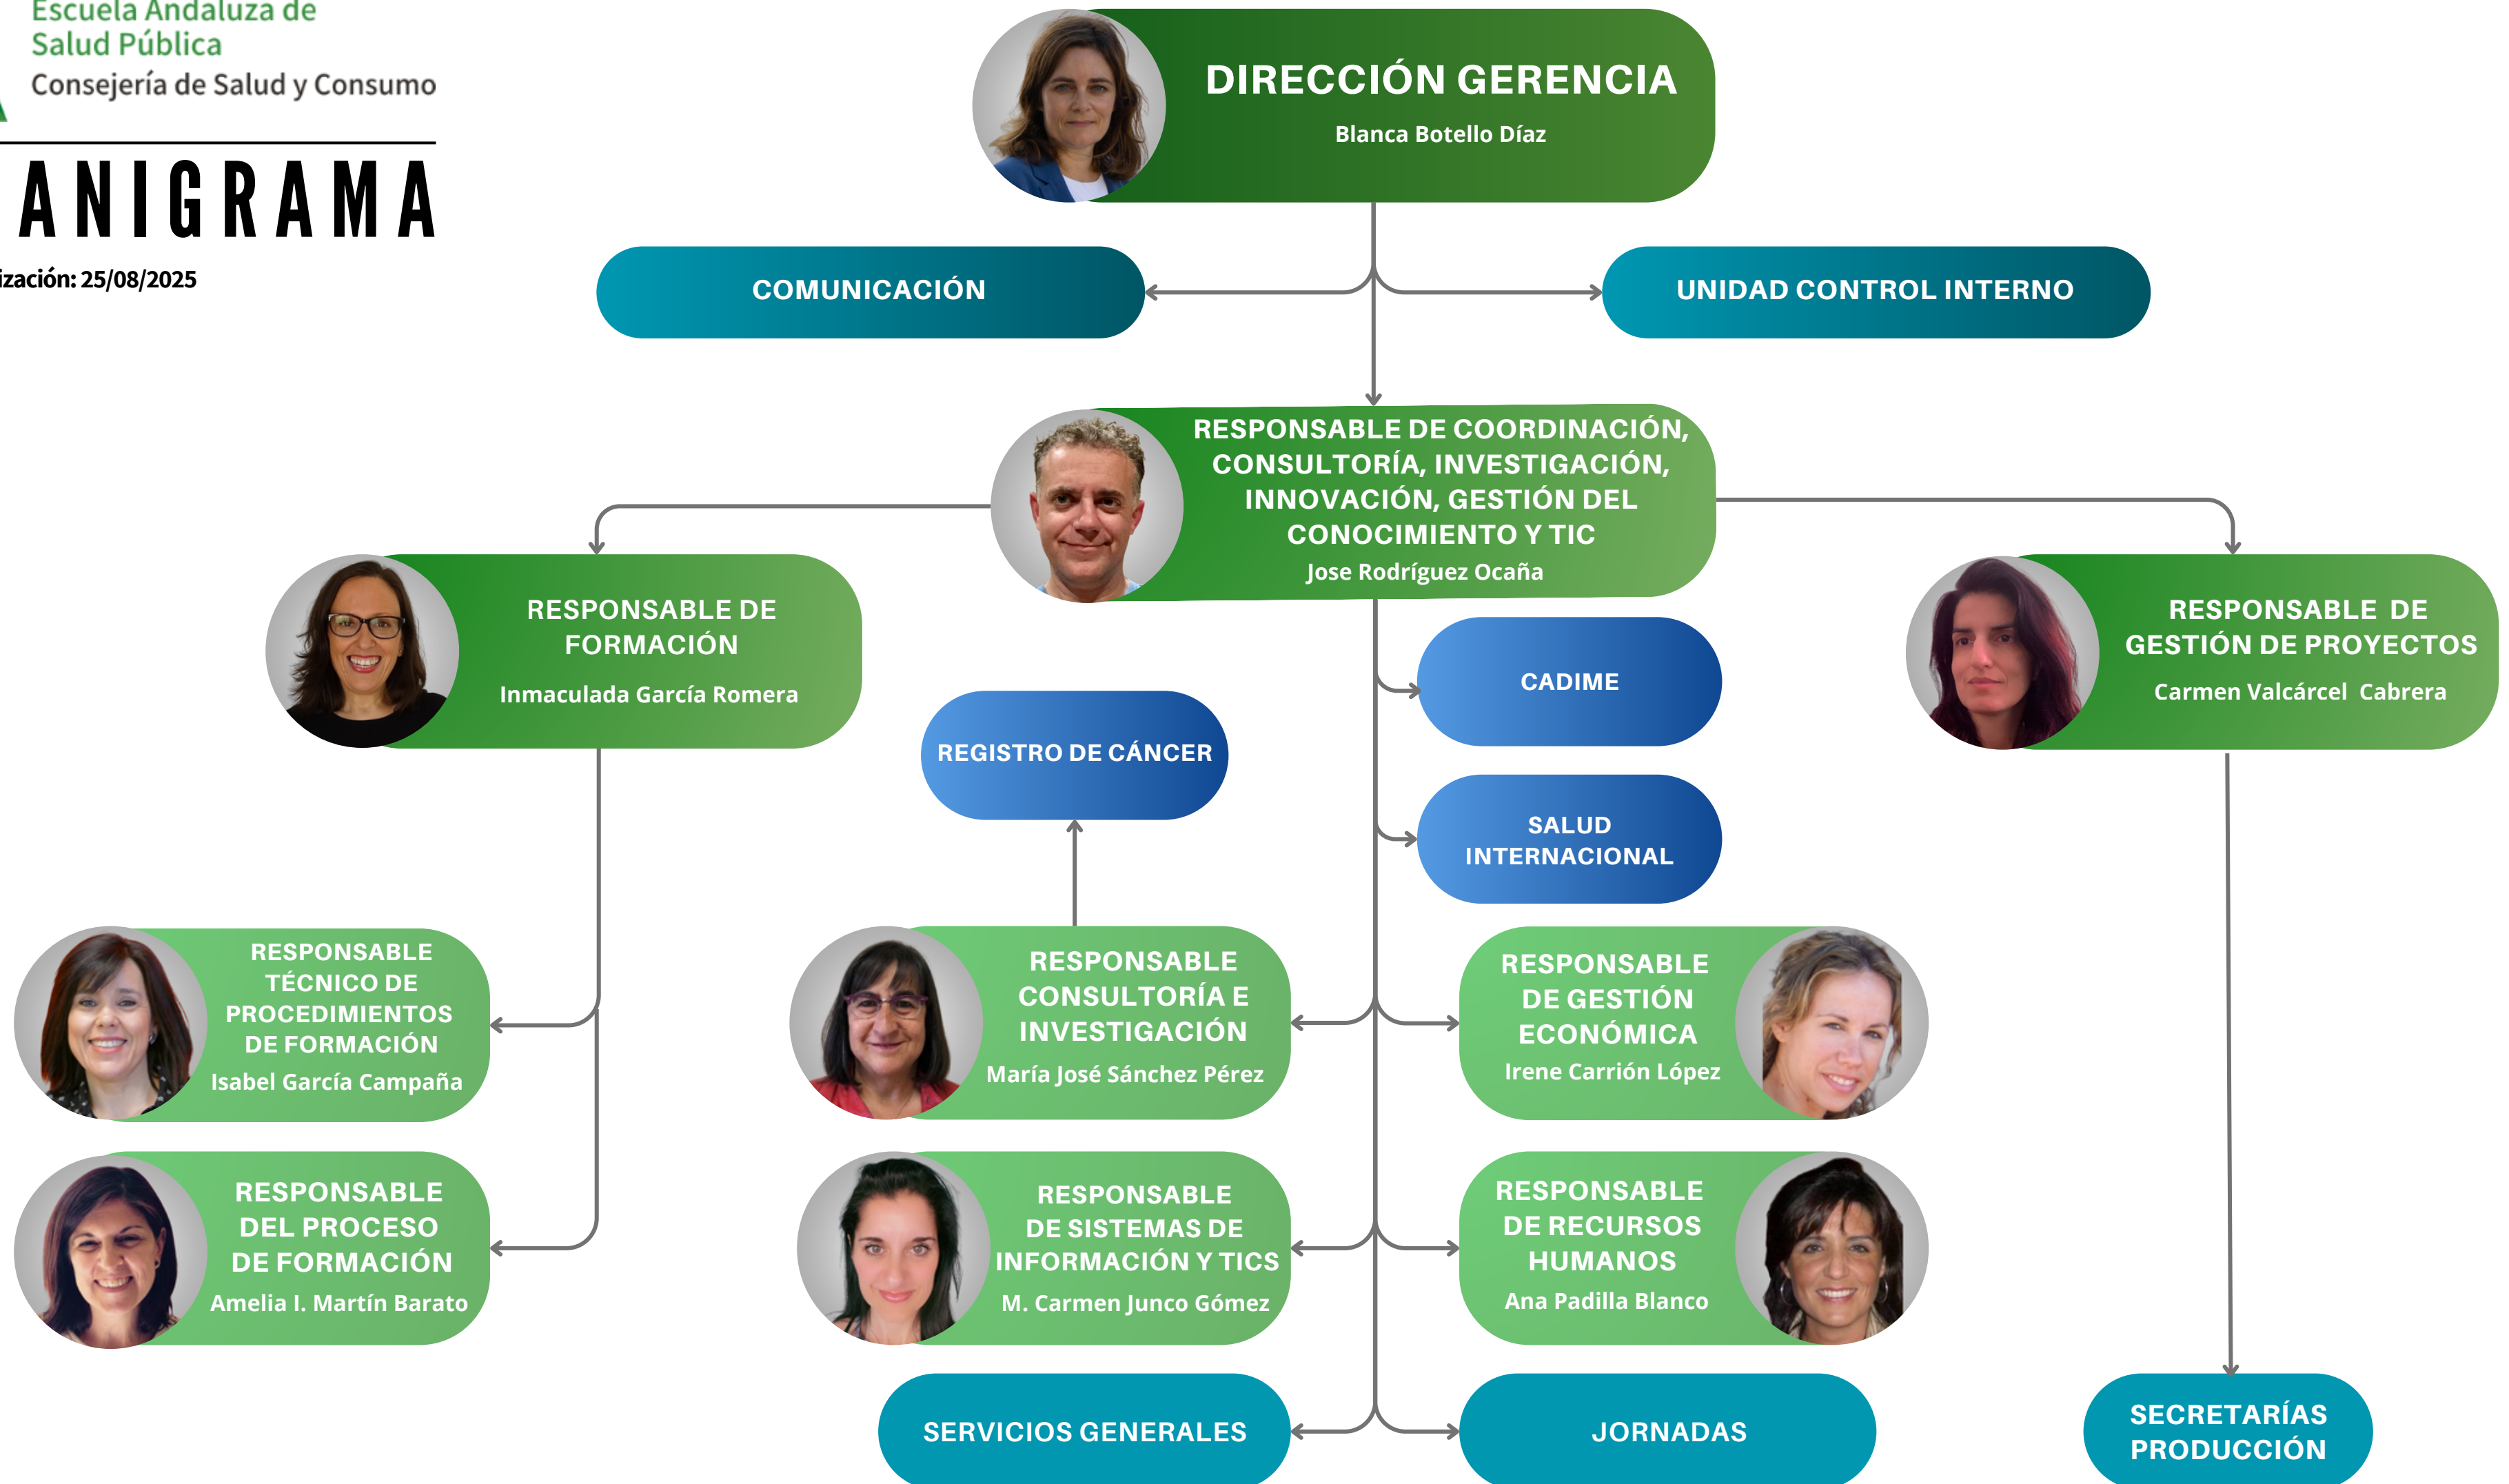 Escuela Andaluza de
Salud Pública
Consejería de Salud y Consumo
ANIGRAMA
ización: 25/08/2025
DIRECCIÓN GERENCIA
Blanca Botello Díaz
COMUNICACIÓN
UNIDAD CONTROL INTERNO
RESPONSABLE DE COORDINACIÓN,
CONSULTORÍA, INVESTIGACIÓN,
INNOVACIÓN, GESTIÓN DEL
CONOCIMIENTO Y TIC
Jose Rodríguez Ocaña
RESPONSABLE DE
FORMACIÓN
Inmaculada García Romera
RESPONSABLE DE
GESTIÓN DE PROYECTOS
Carmen Valcárcel Cabrera
CADIME
REGISTRO DE CÁNCER
SALUD
INTERNACIONAL
RESPONSABLE
TÉCNICO DE
PROCEDIMIENTOS
DE FORMACIÓN
Isabel García Campaña
RESPONSABLE
CONSULTORÍA E
INVESTIGACIÓN
María José Sánchez Pérez
RESPONSABLE
DE GESTIÓN
ECONÓMICA
Irene Carrión López
RESPONSABLE
DEL PROCESO
DE FORMACIÓN
Amelia I. Martín Barato
RESPONSABLE
DE SISTEMAS DE
INFORMACIÓN Y TICS
M. Carmen Junco Gómez
RESPONSABLE
DE RECURSOS
HUMANOS
Ana Padilla Blanco
SERVICIOS GENERALES
JORNADAS
SECRETARÍAS
PRODUCCIÓN